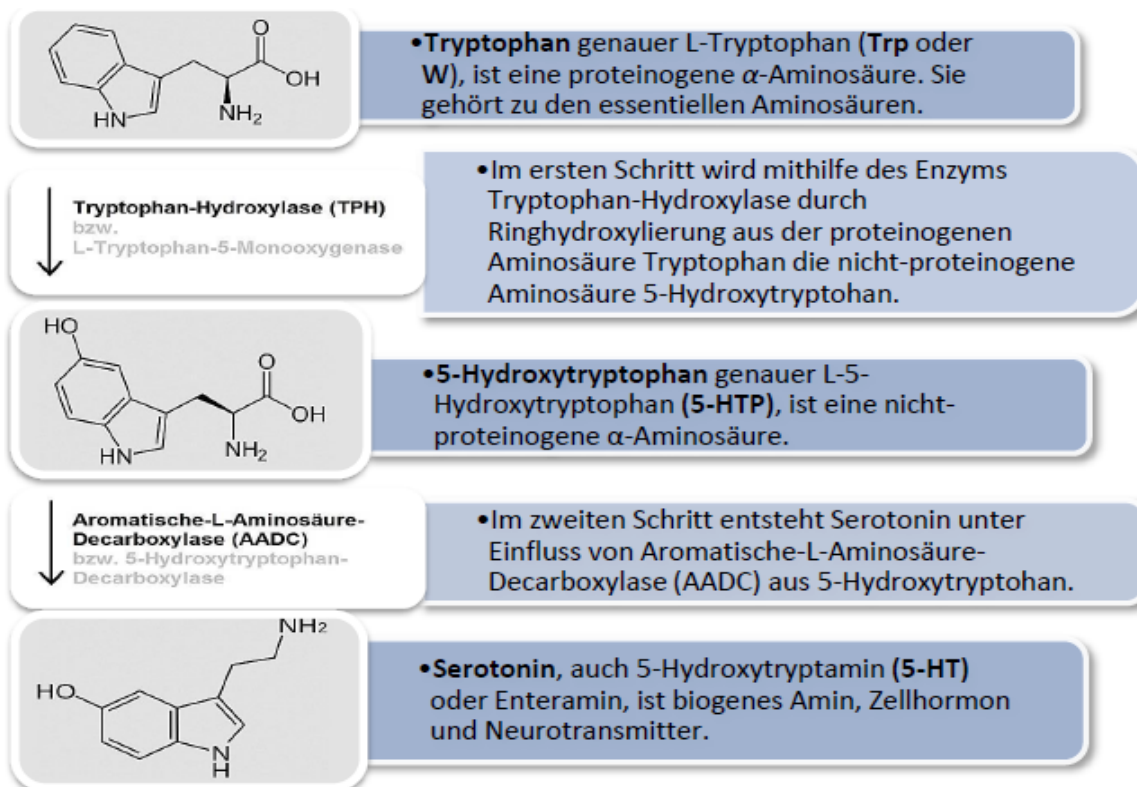 O
OH
NH₂
HN
•Tryptophan genauer L-Tryptophan (Trp oder
W), ist eine proteinogene α-Aminosäure. Sie
gehört zu den essentiellen Aminosäuren.
Tryptophan-Hydroxylase (TPH)
bzw.
L-Tryptophan-5-Monooxygenase
•Im ersten Schritt wird mithilfe des Enzyms
Tryptophan-Hydroxylase durch
Ringhydroxylierung aus der proteinogenen
Aminosäure Tryptophan die nicht-proteinogene
Aminosäure 5-Hydroxytryptohan.
HO
O
OH
NH₂
HN
•5-Hydroxytryptophan genauer L-5-
Hydroxytryptophan (5-HTP), ist eine nicht-
proteinogene α-Aminosäure.
Aromatische-L-Aminosäure-
Decarboxylase (AADC)
bzw. 5-Hydroxytryptophan-
Decarboxylase
•Im zweiten Schritt entsteht Serotonin unter
Einfluss von Aromatische-L-Aminosäure-
Decarboxylase (AADC) aus 5-Hydroxytryptohan.
NH₂
HO
N
H
•Serotonin, auch 5-Hydroxytryptamin (5-HT)
oder Enteramin, ist biogenes Amin, Zellhormon
und Neurotransmitter.